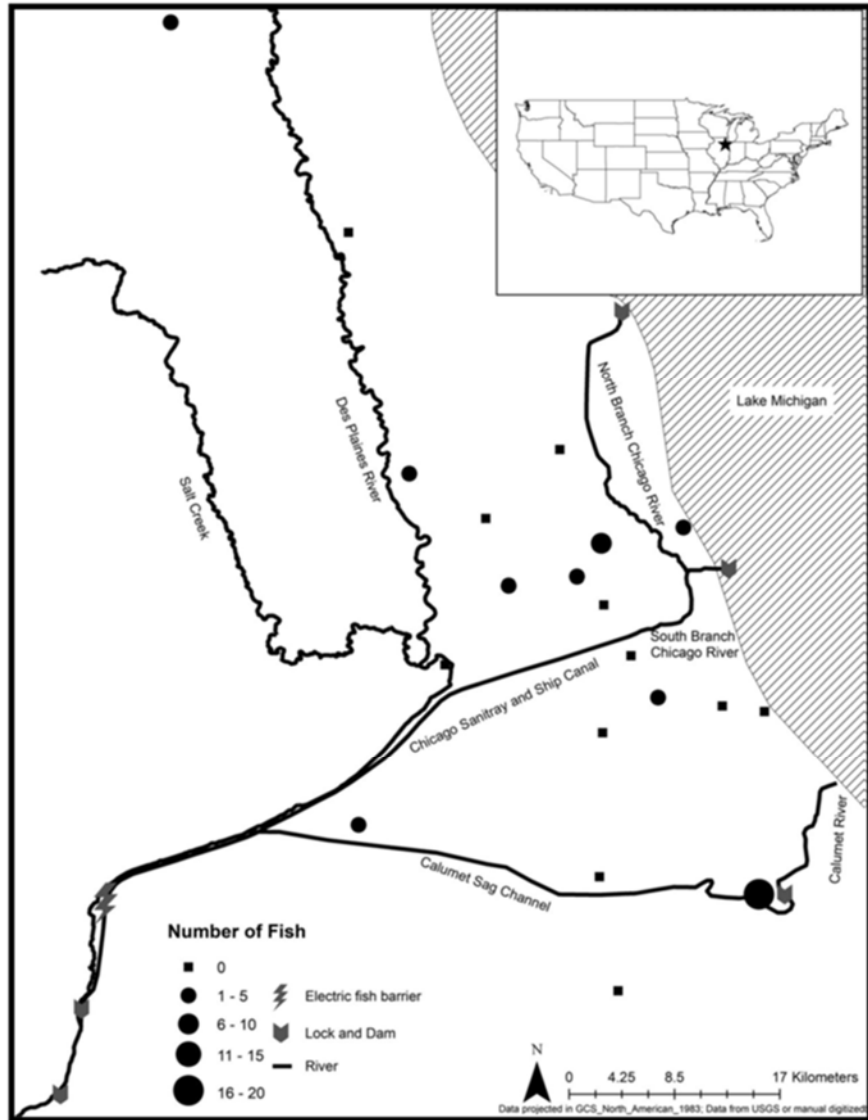 Lake Michigan
North Branch Chicago River
Des Plaines River
Salt Creek
South Branch
Chicago River
Chicago Sanitray and Ship Canal
Calumet River
Calumet Sag Channel
Number of Fish
0
1 - 5
6 - 10
11 - 15
16 - 20
Electric fish barrier
Lock and Dam
River
N
0 4.25 8.5 17 Kilometers
Data projected in GCS_North_American_1983; Data from USGS or manual digitized